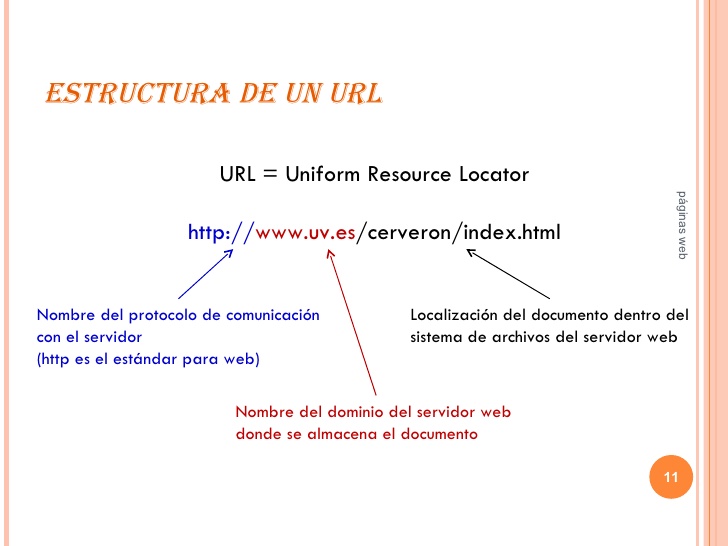 ESTRUCTURA DE UN URL
URL = Uniform Resource Locator
http://www.uv.es/cerveron/index.html
Nombre del protocolo de comunicación
con el servidor
(http es el estándar para web)
Localización del documento dentro del
sistema de archivos del servidor web
Nombre del dominio del servidor web
donde se almacena el documento
páginas web
11